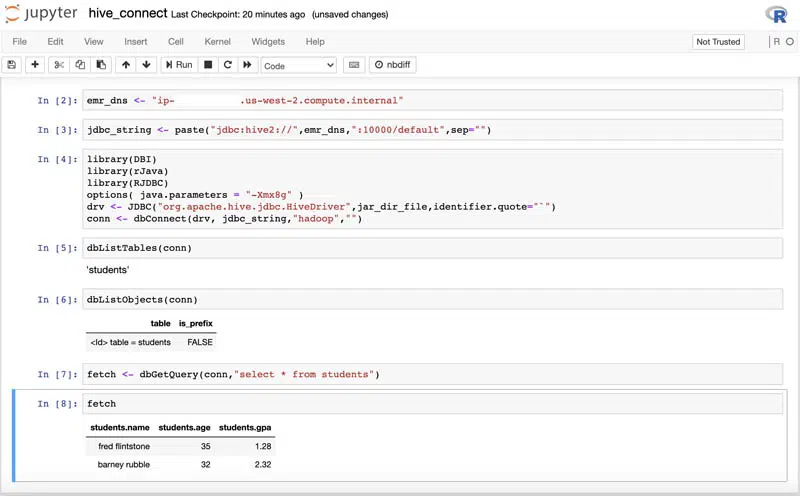 jupyter hive_connect Last Checkpoint: 20 minutes ago (unsaved changes)
File Edit View Insert Cell Kernel Widgets Help Not Trusted R
Run Code nbdiff
In [2]: emr_dns <- "ip- .us-west-2.compute.internal"
In [3]: jdbc_string <- paste("jdbc:hive2://",emr_dns,":10000/default",sep="")
In [4]: library(DBI)
library(rJava)
library(RJDBC)
options( java.parameters = "-Xmx8g" )
drv <- JDBC("org.apache.hive.jdbc.HiveDriver",jar_dir_file,identifier.quote="`")
conn <- dbConnect(drv, jdbc_string,"hadoop","")
In [5]: dbListTables(conn)
'students'
In [6]: dbListObjects(conn)
table is_prefix
<Id> table = students FALSE
In [7]: fetch <- dbGetQuery(conn,"select * from students")
In [8]: fetch
students.name students.age students.gpa
fred flintstone 35 1.28
barney rubble 32 2.32